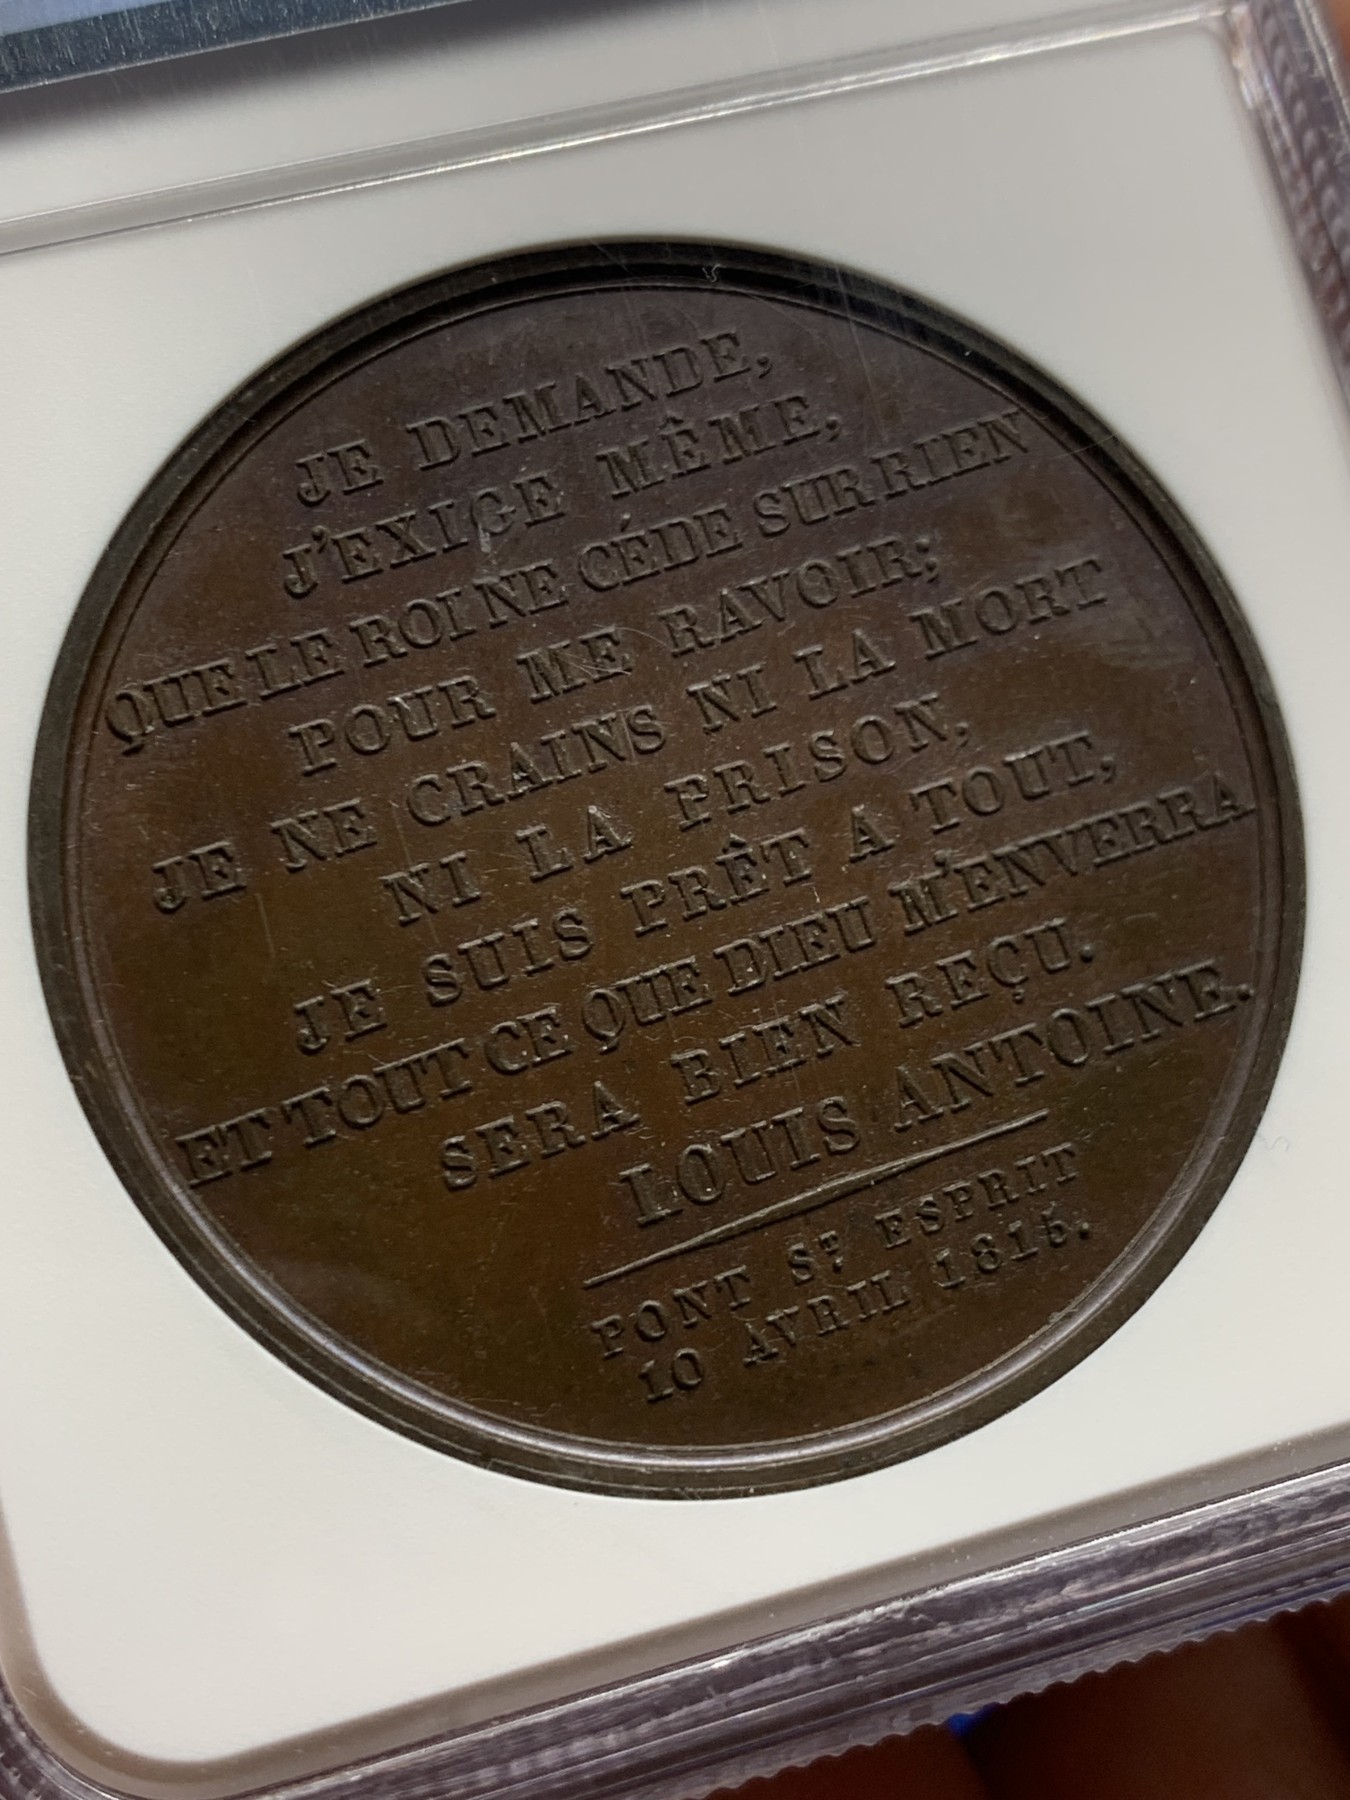 JE DEMANDE,
J'EXIGE MÊME,
QUE LE ROI NE CÉDE SUR RIEN
POUR ME RAVOIR;
JE NE CRAINS NI LA MORT
NI LA PRISON,
JE SUIS PRÊT A TOUT,
ET TOUT CE QUE DIEU M'ENVERRA
SERA BIEN REÇU.
LOUIS ANTOINE.
PONT ST ESPRIT
10 AVRIL 1815.